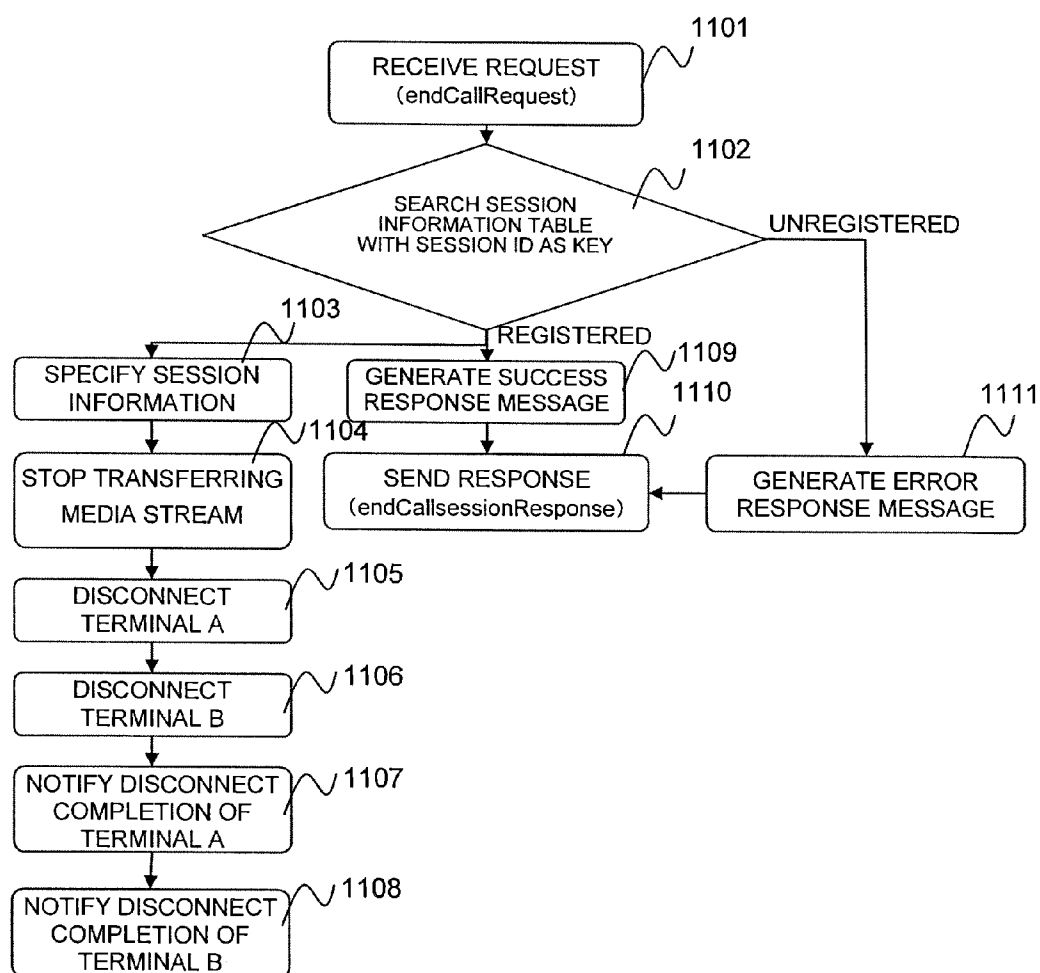 1101
RECEIVE REQUEST
(endCallRequest)
1102
SEARCH SESSION
INFORMATION TABLE
WITH SESSION ID AS KEY
UNREGISTERED
1103
REGISTERED
SPECIFY SESSION
INFORMATION
1109
GENERATE SUCCESS
RESPONSE MESSAGE
1110
1111
1104
STOP TRANSFERRING
MEDIA STREAM
SEND RESPONSE
(endCallsessionResponse)
GENERATE ERROR
RESPONSE MESSAGE
1105
DISCONNECT
TERMINAL A
1106
DISCONNECT
TERMINAL B
1107
NOTIFY DISCONNECT
COMPLETION OF
TERMINAL A
1108
NOTIFY DISCONNECT
COMPLETION OF
TERMINAL B